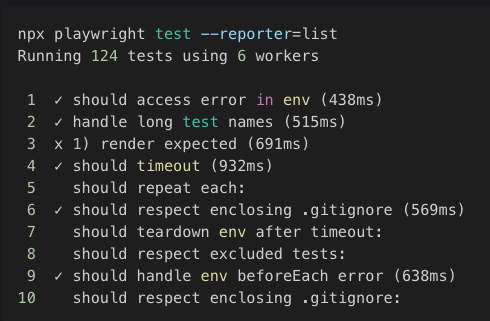 npx playwright test --reporter=list
Running 124 tests using 6 workers
1 ✓ should access error in env (438ms)
2 ✓ handle long test names (515ms)
3 x 1) render expected (691ms)
4 ✓ should timeout (932ms)
5 should repeat each:
6 ✓ should respect enclosing .gitignore (569ms)
7 should teardown env after timeout:
8 should respect excluded tests:
9 ✓ should handle env beforeEach error (638ms)
10 should respect enclosing .gitignore: